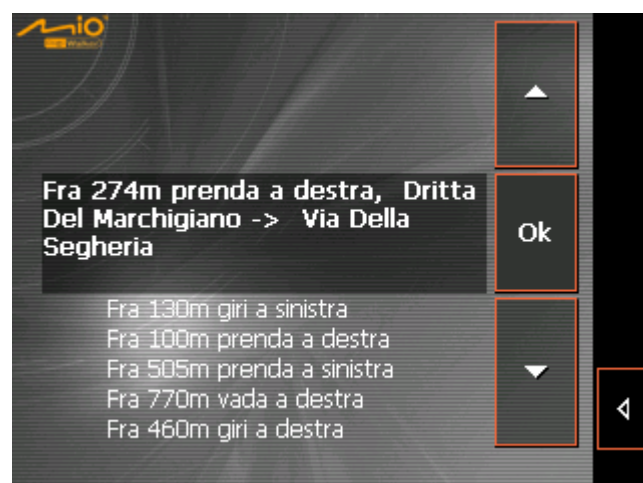 Mio
Fra 274m prenda a destra, Dritta
Del Marchigiano -> Via Della
Segheria
Ok
Fra 130m giri a sinistra
Fra 100m prenda a destra
Fra 505m prenda a sinistra
Fra 770m vada a destra
Fra 460m giri a destra